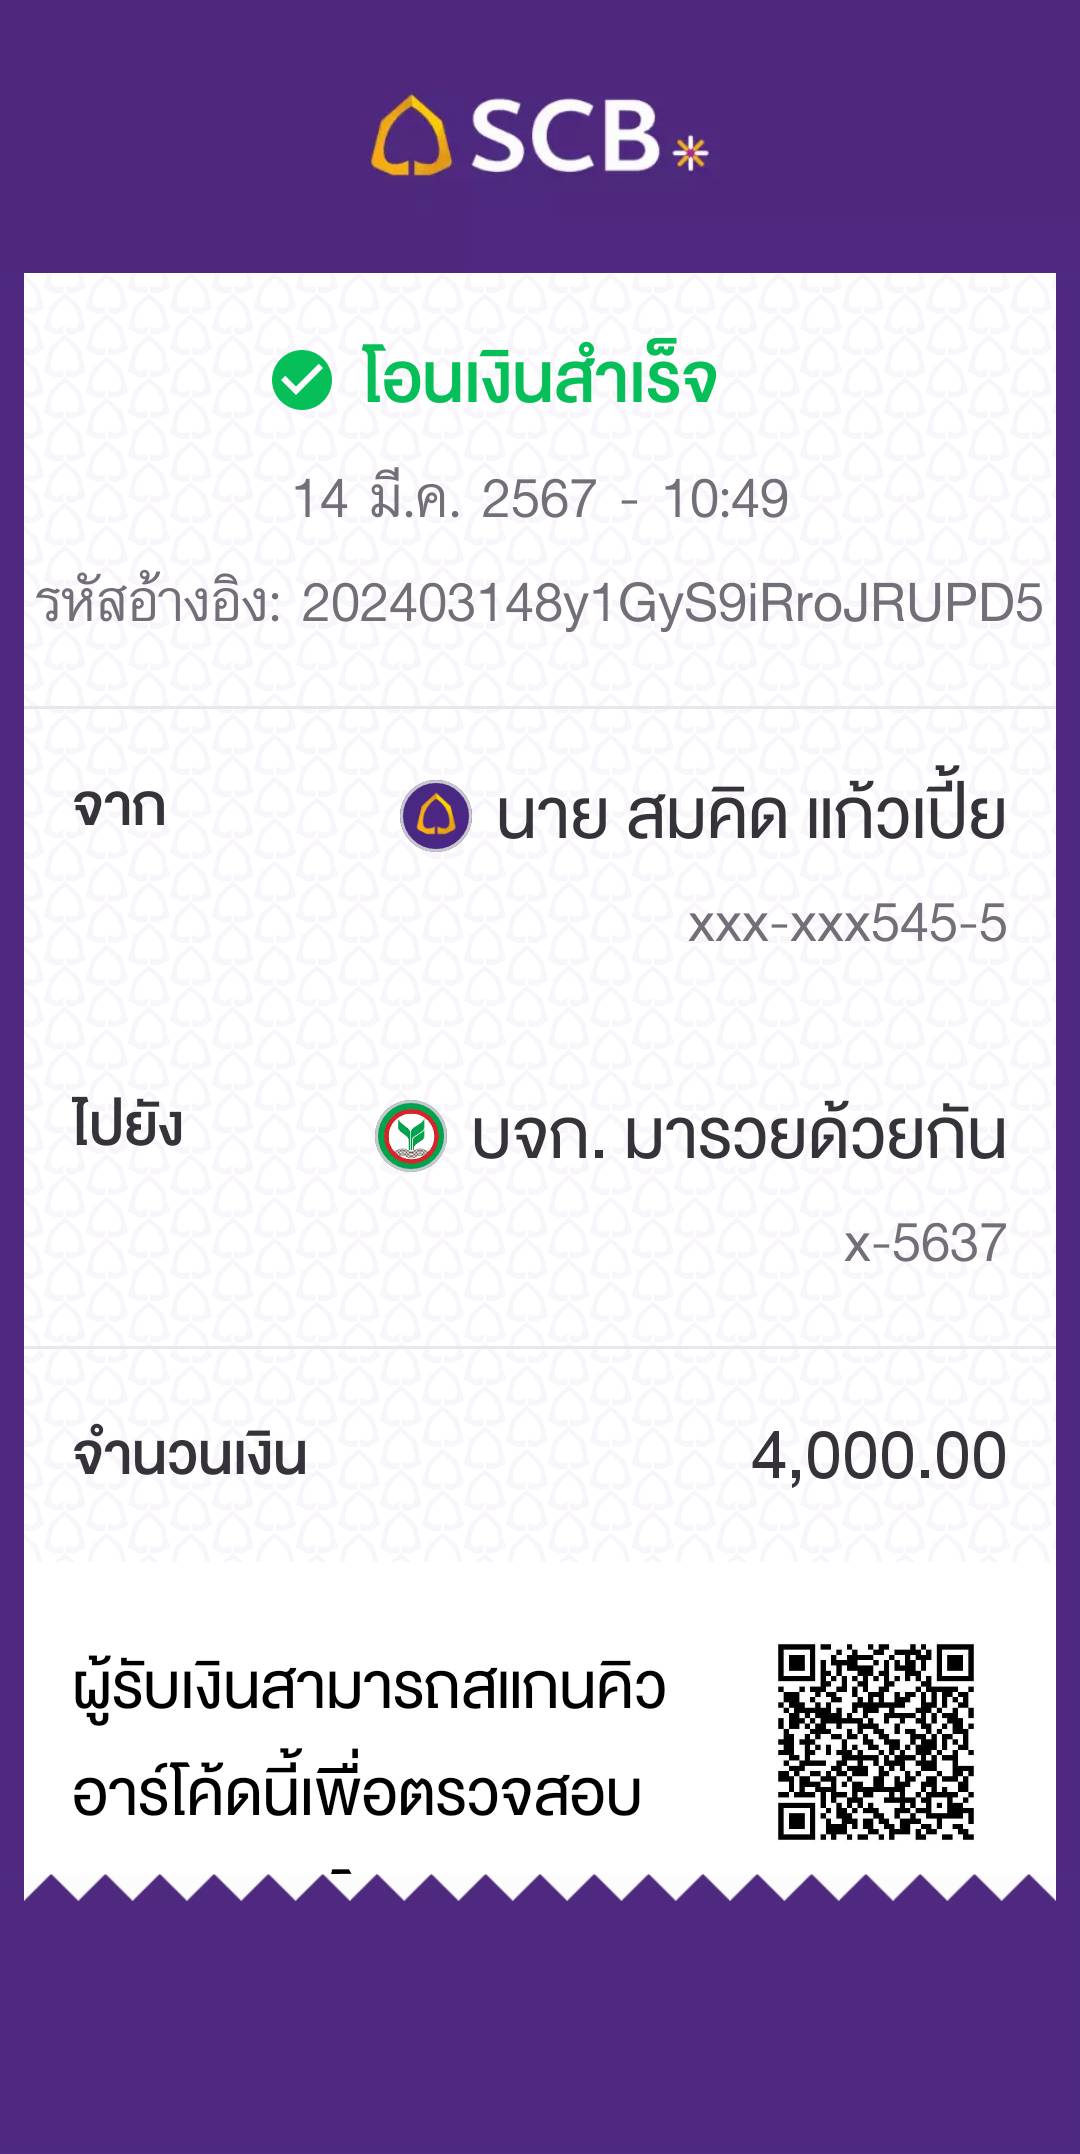 SCB
โอนเงินสำเร็จ
14 มี.ค. 2567 - 10:49
รหัสอ้างอิง: 202403148y1GyS9iRroJRUPD5
จาก
นาย สมคิด แก้วเปี้ย
xxx-xxx545-5
ไปยัง
บจก. มารวยด้วยกัน
x-5637
จำนวนเงิน 4,000.00
ผู้รับเงินสามารถสแกนคิว
อาร์โค้ดนี้เพื่อตรวจสอบ